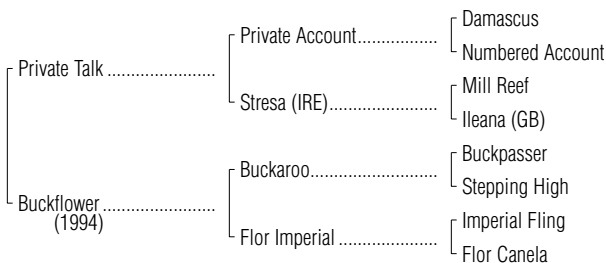 Damascus
Private Account..................
Numbered Account
Private Talk ........................
Mill Reef
Stresa (IRE)........................
Ileana (GB)
Buckpasser
Buckaroo............................
Stepping High
Buckflower .........................
(1994)
Imperial Fling
Flor Imperial ......................
Flor Canela